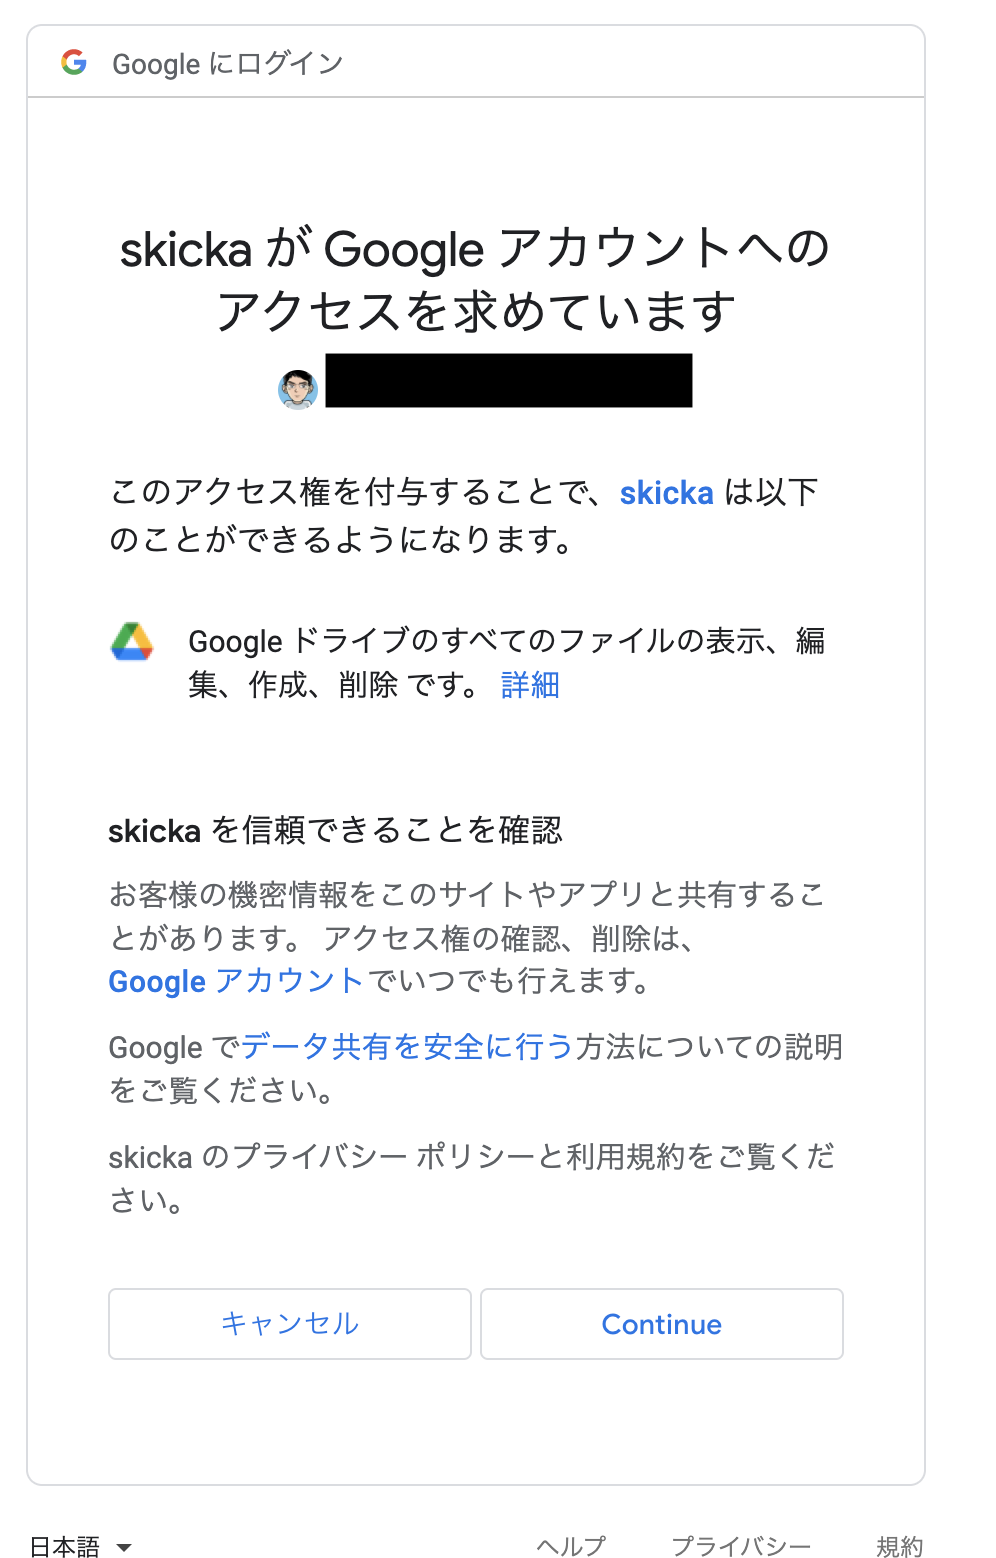 Google にログイン
skicka が Google アカウントへの
アクセスを求めています
このアクセス権を付与することで、skicka は以下
のことができるようになります。
Google ドライブのすべてのファイルの表示、編
集、作成、削除 です。 詳細
skicka を信頼できることを確認
お客様の機密情報をこのサイトやアプリと共有するこ
とがあります。 アクセス権の確認、削除は、
Google アカウントでいつでも行えます。
Google でデータ共有を安全に行う方法についての説明
をご覧ください。
skicka のプライバシー ポリシーと利用規約をご覧くだ
さい。
キャンセル
Continue
日本語
ヘルプ
プライバシー
規約